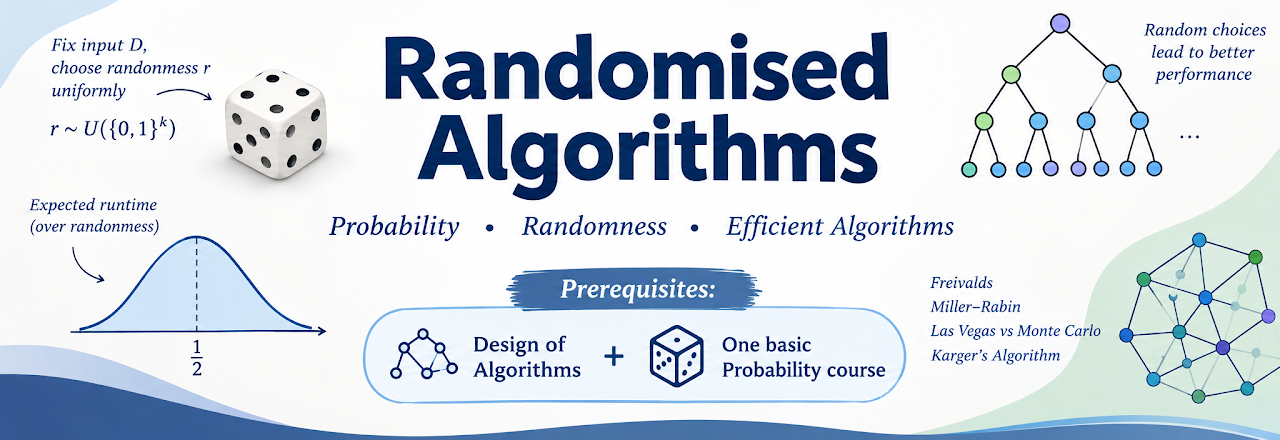 Fix input D,
choose randonmess r
uniformly
r ~ U({0,1}^k)
Randomised
Algorithms
Random choices
lead to better
performance
...
Expected runtime
(over randonmess)
1/2
Probability • Randomness • Efficient Algorithms
Prerequisites:
Design of
Algorithms
+
One basic
Probability course
Freivalds
Miller–Rabin
Las Vegas vs Monte Carlo
Karger's Algorithm